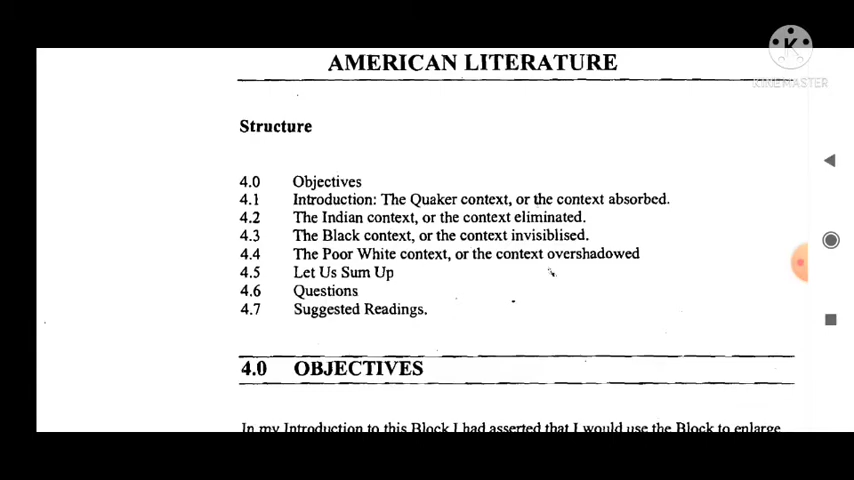 KINEMASTER
AMERICAN LITERATURE
Structure
4.0 Objectives
4.1 Introduction: The Quaker context, or the context absorbed.
4.2 The Indian context, or the context eliminated.
4.3 The Black context, or the context invisiblised.
4.4 The Poor White context, or the context overshadowed
4.5 Let Us Sum Up
4.6 Questions
4.7 Suggested Readings.
4.0 OBJECTIVES
In my Introduction to this Block I had asserted that I would use the Block to enlarge